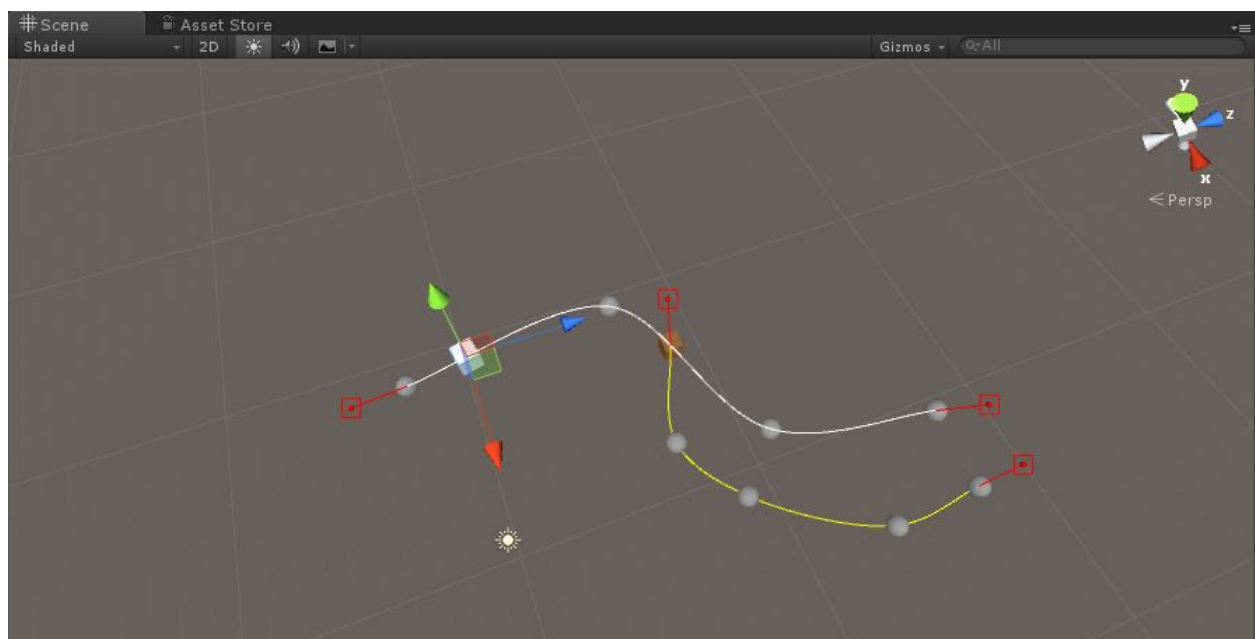 Scene
Asset Store
Shaded
2D
Gizmos
All
y
z
x
Persp